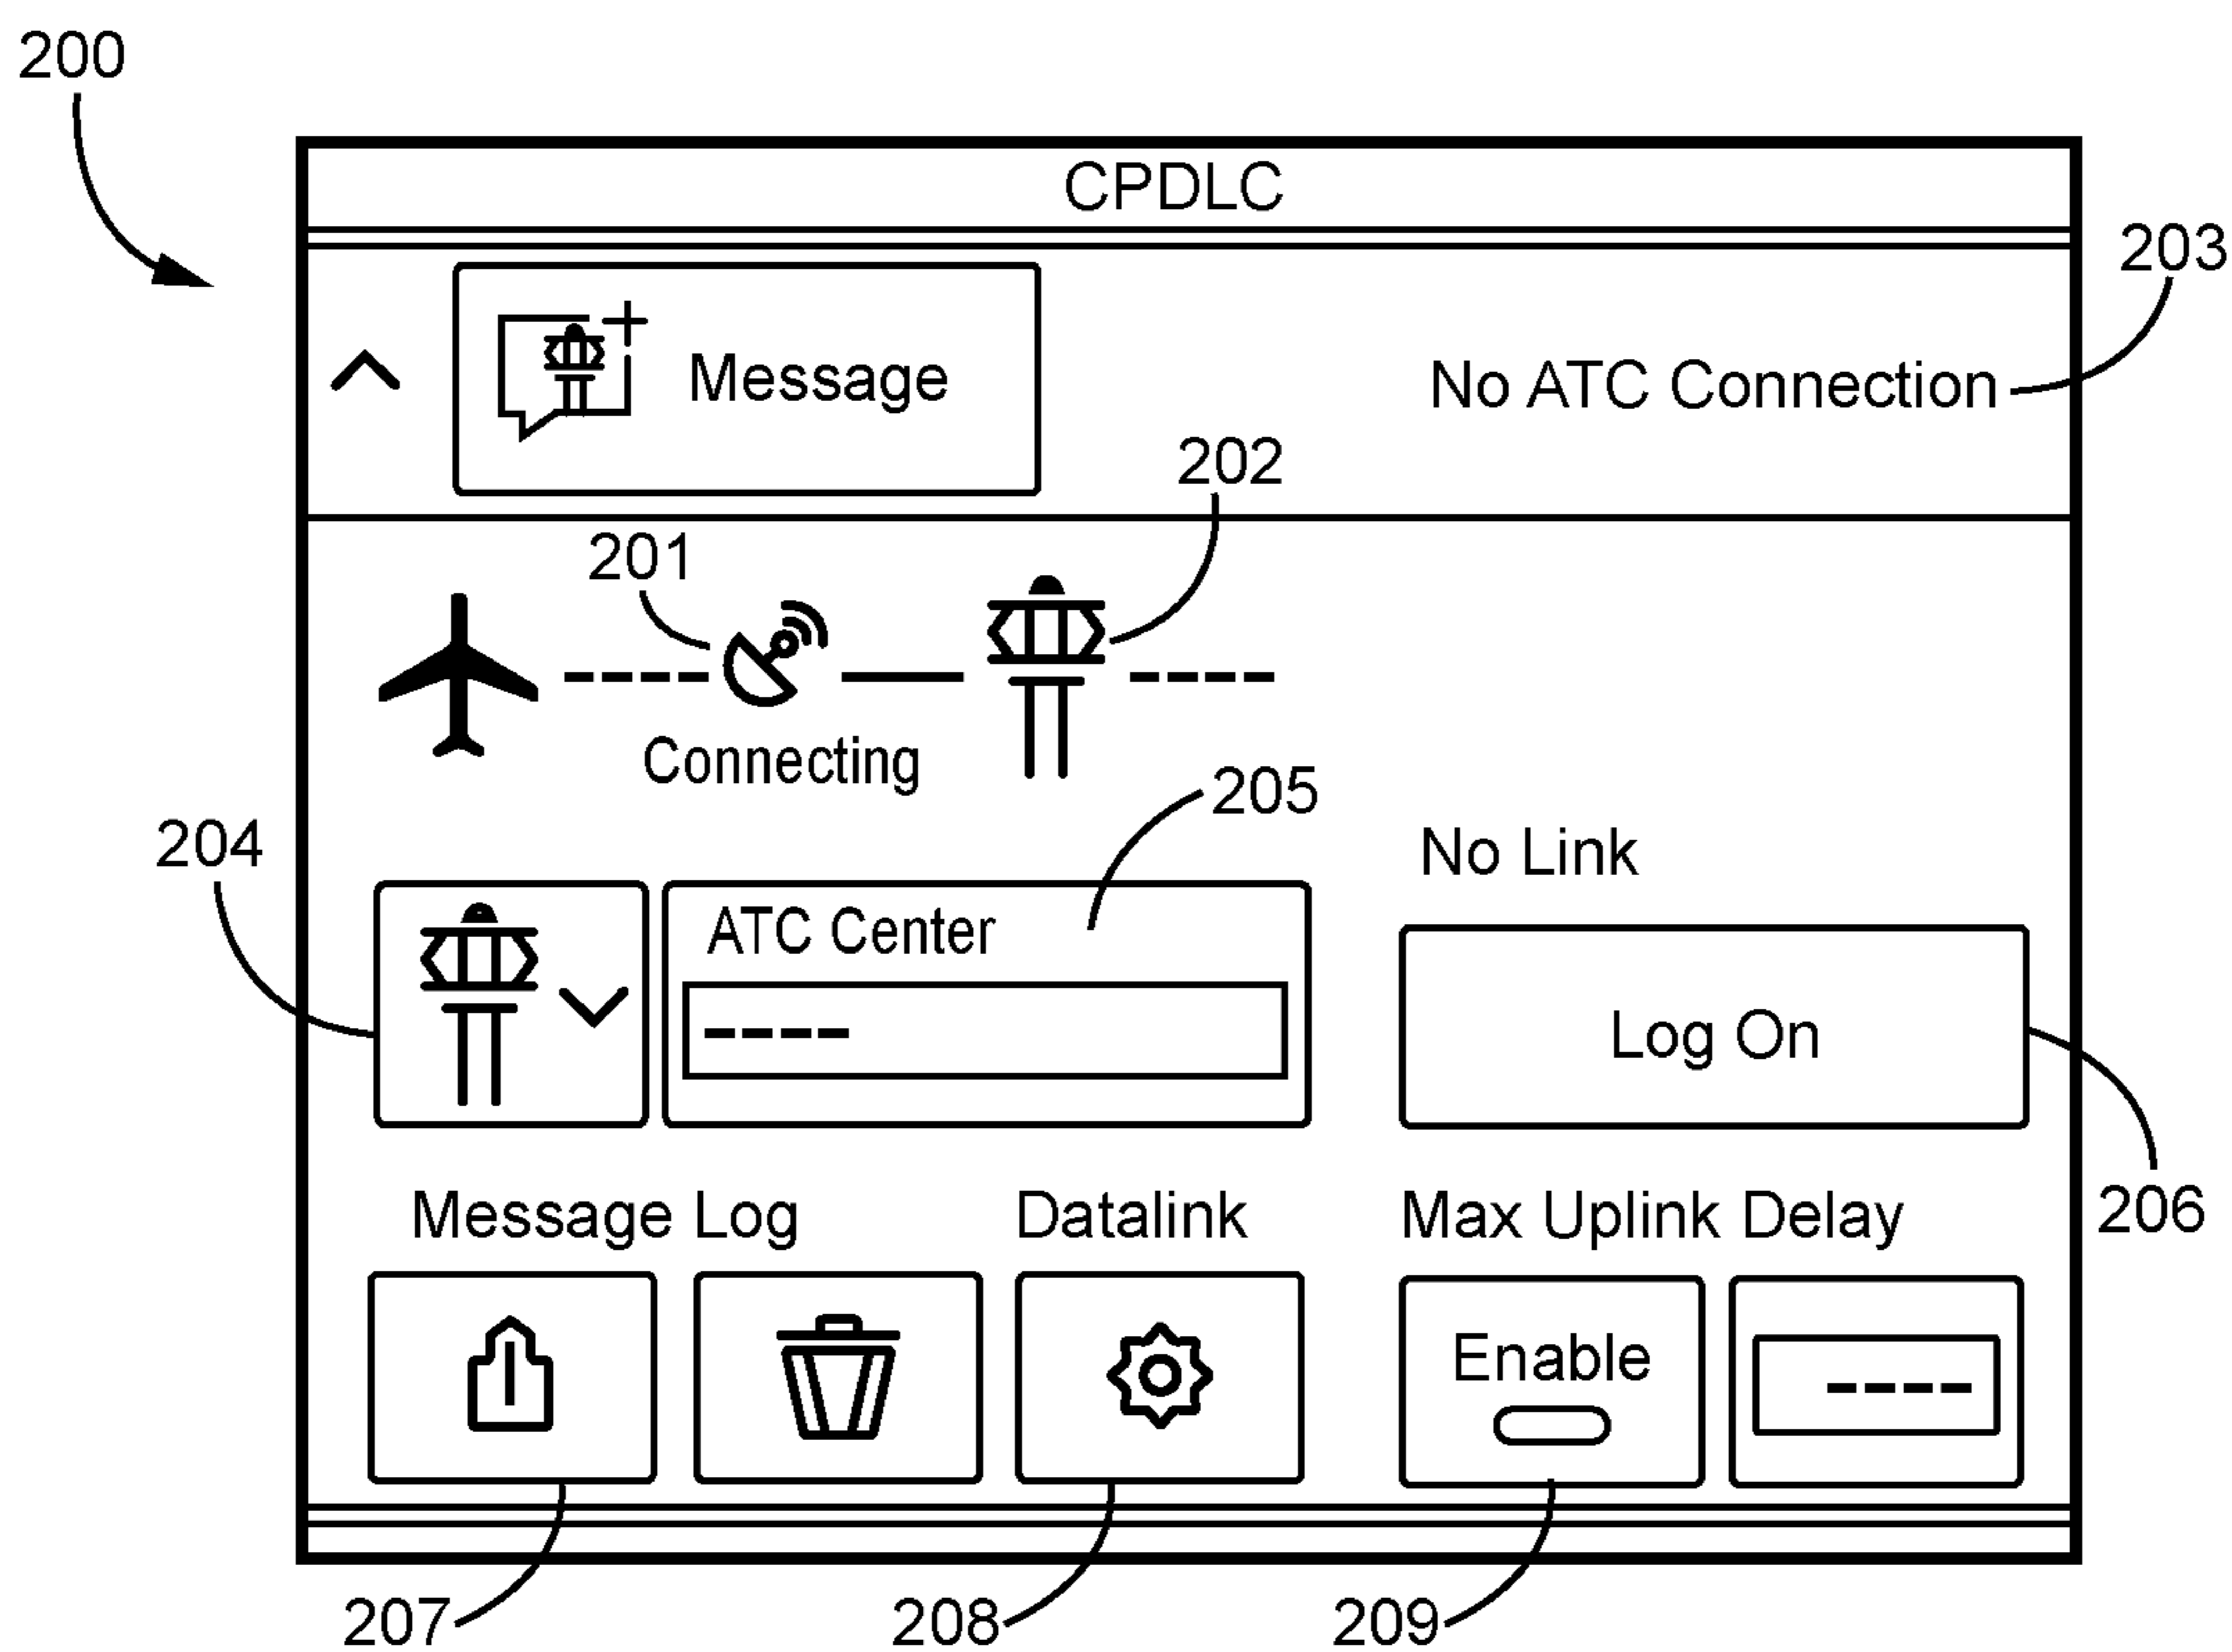 200
CPDLC
203
Message
No ATC Connection
202
201
Connecting
205
204
No Link
ATC Center
----
Log On
Message Log
Datalink
Max Uplink Delay
206
Enable
----
207
208
209